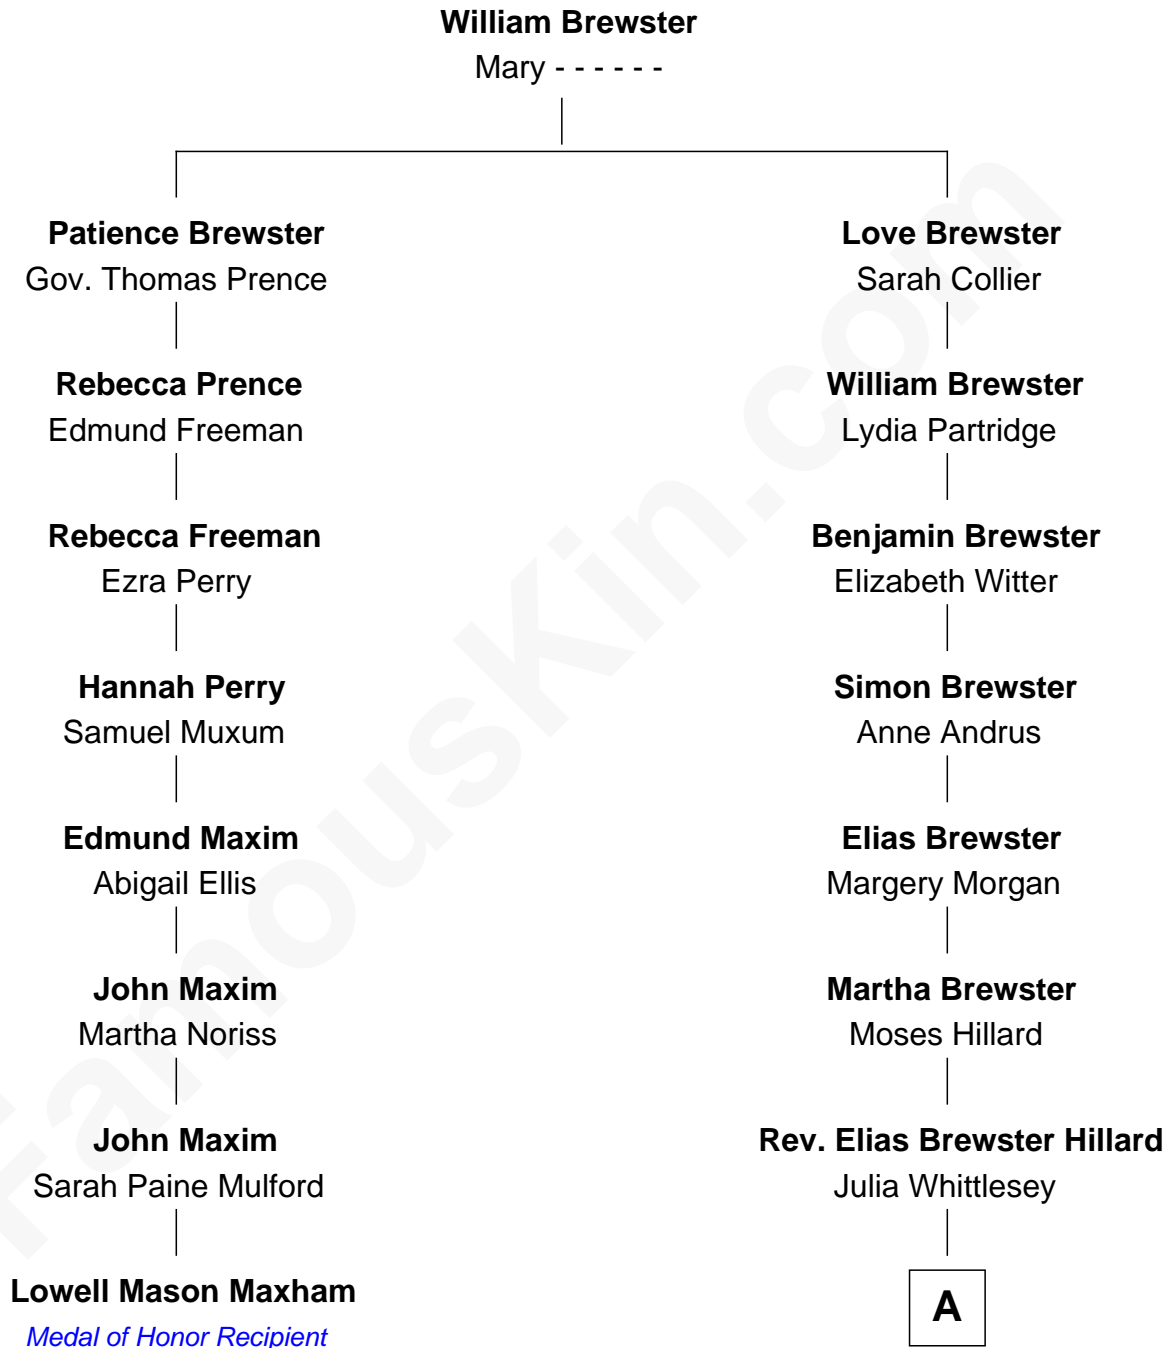 William Brewster
Mary - - - - - -
Patience Brewster
Gov. Thomas Prence
Love Brewster
Sarah Collier
Rebecca Prence
Edmund Freeman
William Brewster
Lydia Partridge
Rebecca Freeman
Ezra Perry
Benjamin Brewster
Elizabeth Witter
Hannah Perry
Samuel Muxum
Simon Brewster
Anne Andrus
Edmund Maxim
Abigail Ellis
Elias Brewster
Margery Morgan
John Maxim
Martha Noriss
Martha Brewster
Moses Hillard
John Maxim
Sarah Paine Mulford
Rev. Elias Brewster Hillard
Julia Whittlesey
Lowell Mason Maxham
Medal of Honor Recipient
A
FamousKin.com